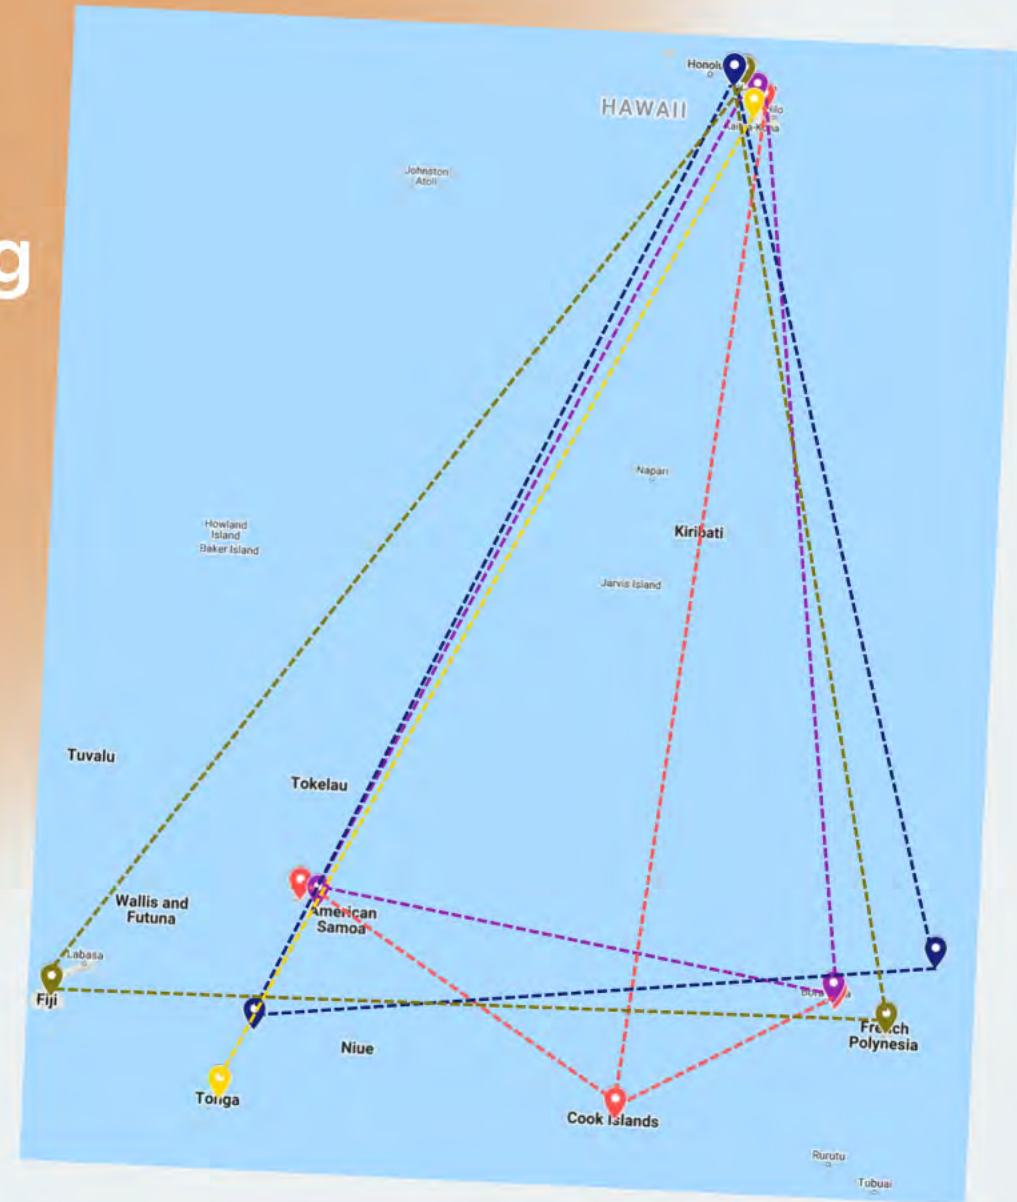 g
HAWAII
Johnston
Atoll
Napari
Kiribati
Howland
Island
Baker Island
Jarvis Island
Tuvalu
Tokelau
Wallis and
Futuna
American
Samoa
Labasa
Fiji
French
Polynesia
Niue
Tonga
Cook Islands
Rurutu
Tubuai